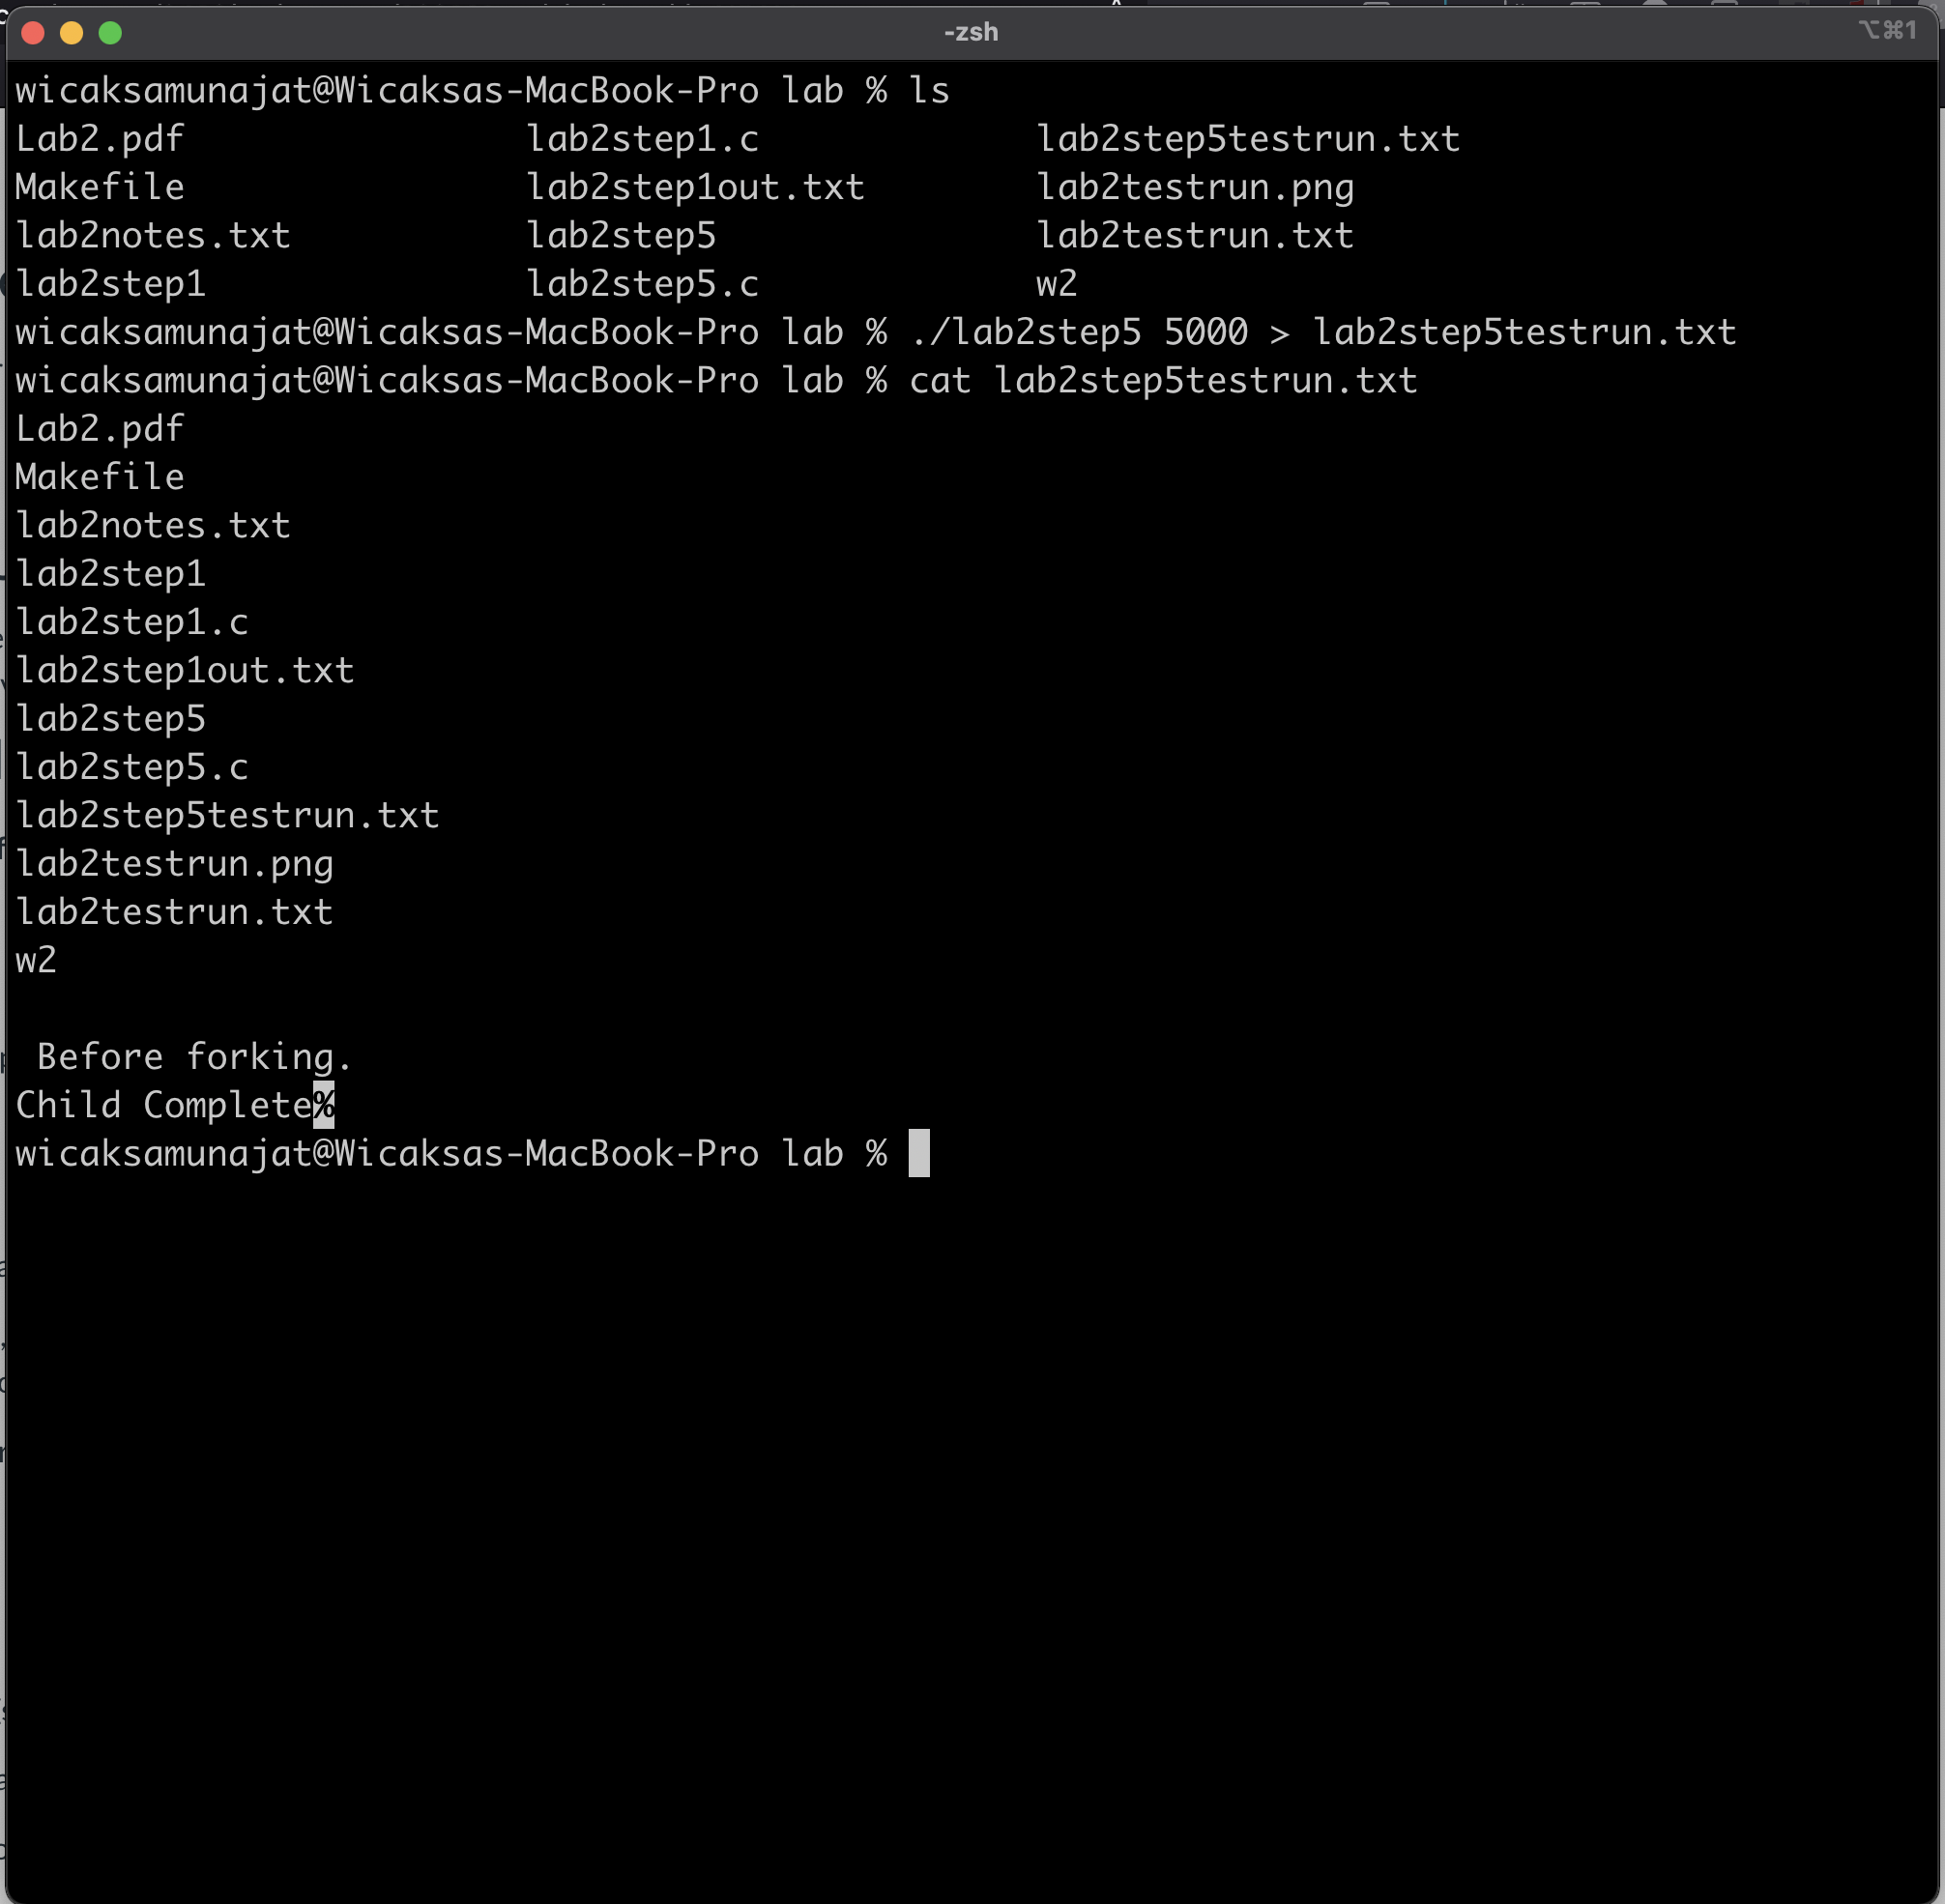 -zsh
⌥⌘1
wicaksamunajat@Wicaksas-MacBook-Pro lab % ls
Lab2.pdf lab2step1.c lab2step5testrun.txt
Makefile lab2step1out.txt lab2testrun.png
lab2notes.txt lab2step5 lab2testrun.txt
lab2step1 lab2step5.c w2
wicaksamunajat@Wicaksas-MacBook-Pro lab % ./lab2step5 5000 > lab2step5testrun.txt
wicaksamunajat@Wicaksas-MacBook-Pro lab % cat lab2step5testrun.txt
Lab2.pdf
Makefile
lab2notes.txt
lab2step1
lab2step1.c
lab2step1out.txt
lab2step5
lab2step5.c
lab2step5testrun.txt
lab2testrun.png
lab2testrun.txt
w2
Before forking.
Child Complete%
wicaksamunajat@Wicaksas-MacBook-Pro lab %